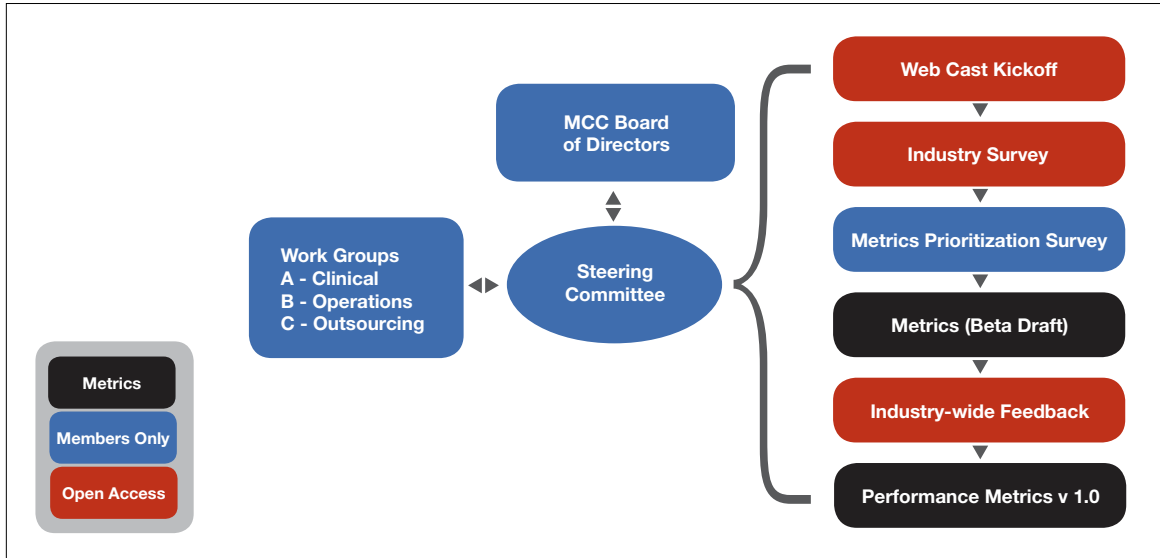 MCC Board
of Directors
Work Groups
A - Clinical
B - Operations
C - Outsourcing
Steering
Committee
Web Cast Kickoff
Industry Survey
Metrics Prioritization Survey
Metrics (Beta Draft)
Industry-wide Feedback
Performance Metrics v 1.0
Metrics
Members Only
Open Access